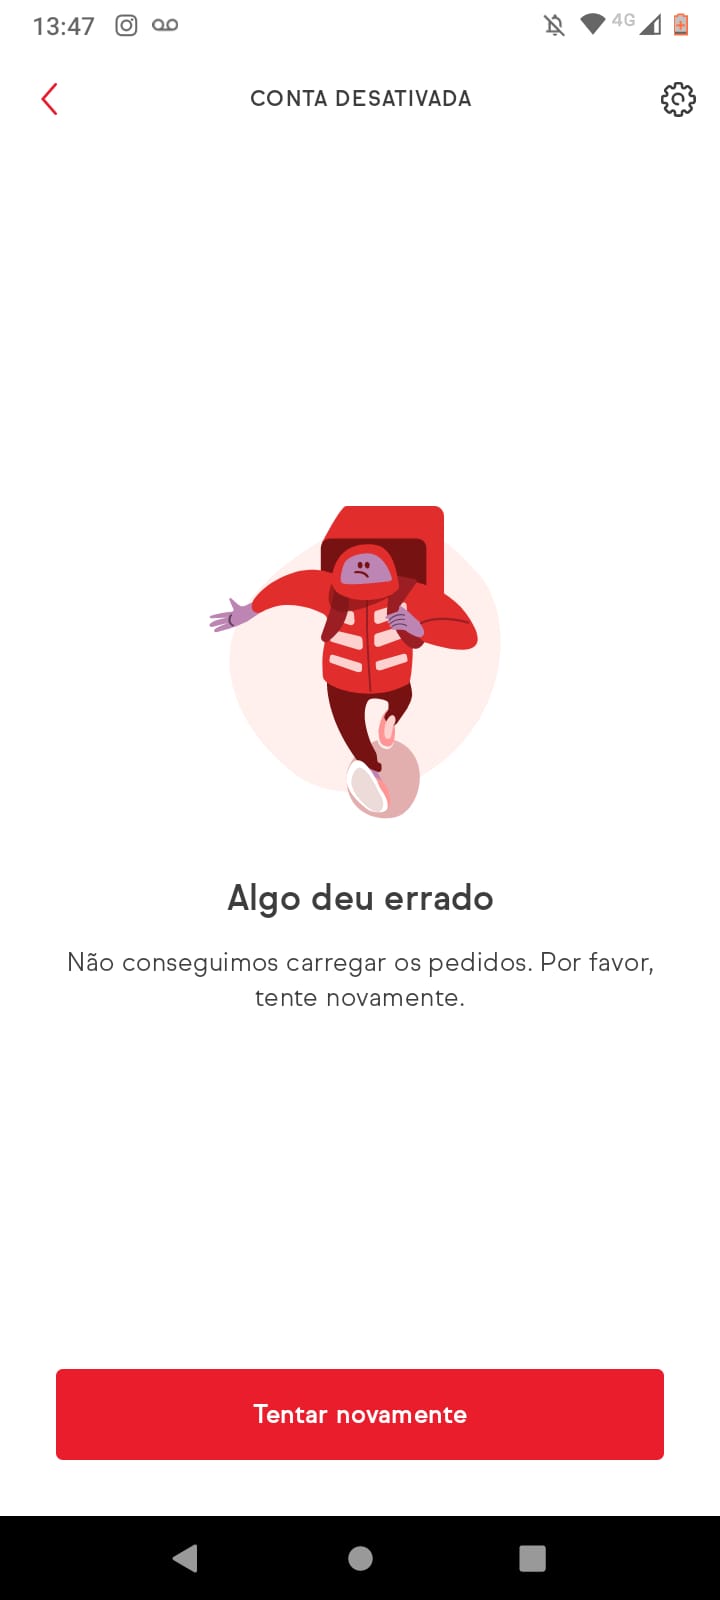 13:47
4G
CONTA DESATIVADA
Algo deu errado
Não conseguimos carregar os pedidos. Por favor,
tente novamente.
Tentar novamente